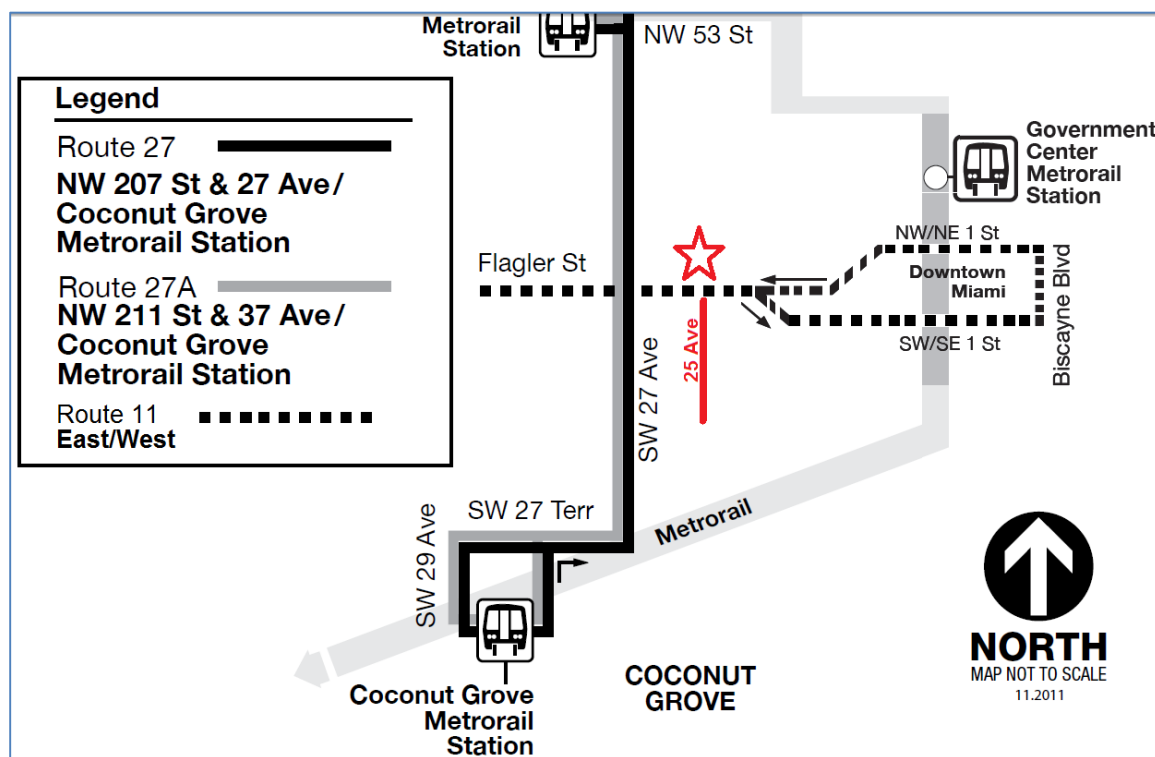 Metrorail
Station
NW 53 St
Legend
Route 27
NW 207 St & 27 Ave/
Coconut Grove
Metrorail Station
Route 27A
NW 211 St & 37 Ave/
Coconut Grove
Metrorail Station
Route 11
East/West
Government
Center
Metrorail
Station
Flagler St
NW/NE 1 St
Downtown
Miami
SW/SE 1 St
Biscayne Blvd
25 Ave
SW 27 Ave
SW 27 Terr
SW 29 Ave
Metrorail
Coconut Grove
Metrorail
Station
COCONUT
GROVE
NORTH
MAP NOT TO SCALE
11.2011